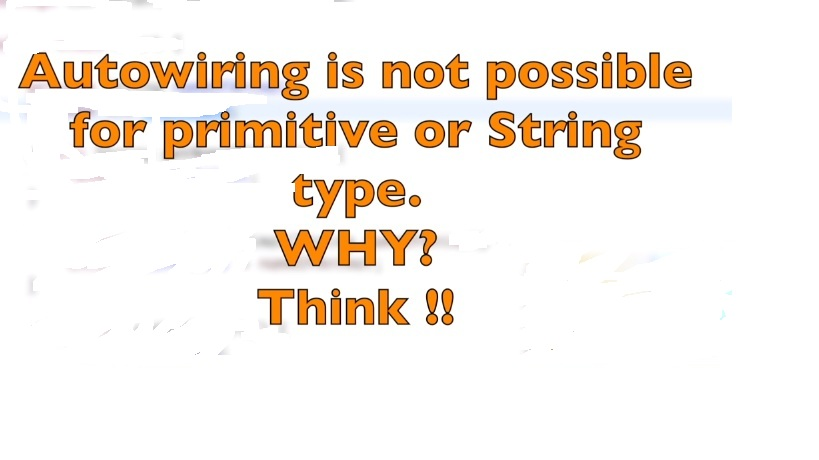 Autowiring is not possible
for primitive or String
type.
WHY?
Think !!